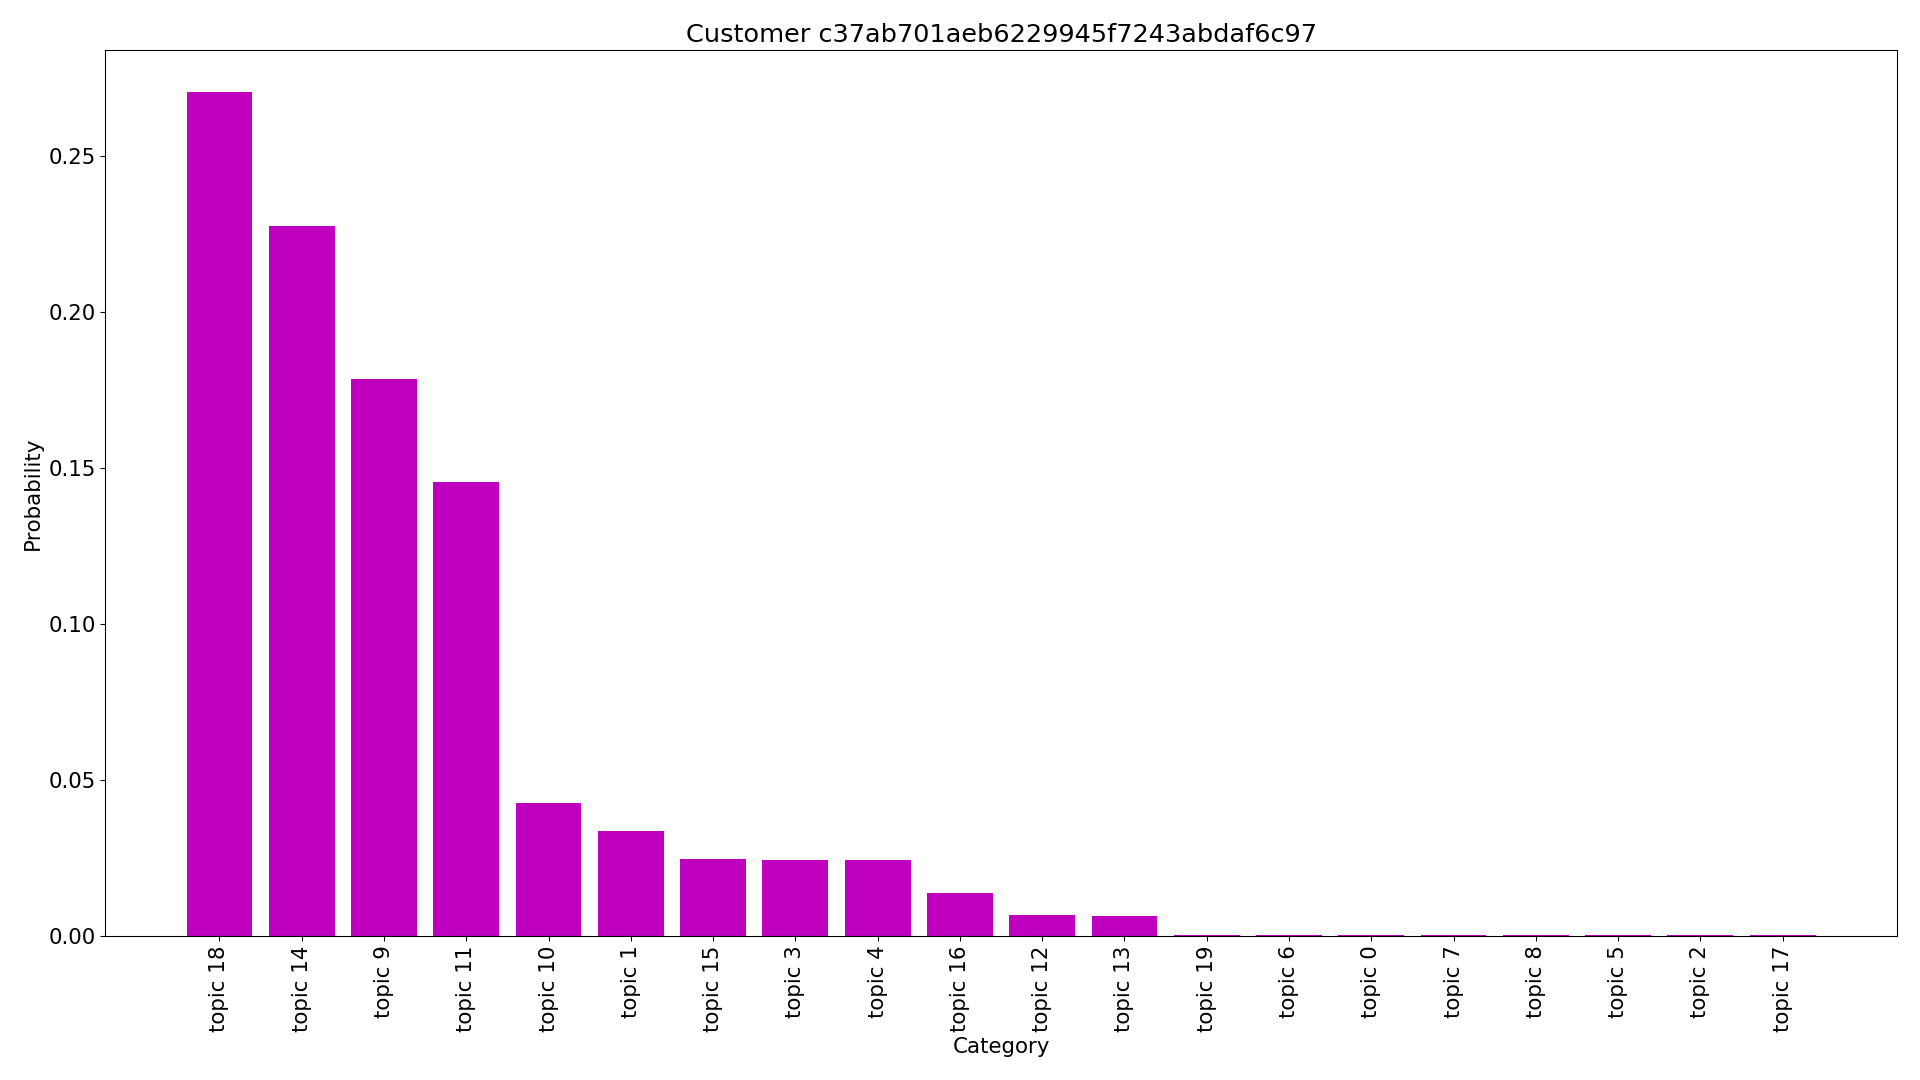 Customer c37ab701aeb6229945f7243abdaf6c97
Probability
0.25
0.20
0.15
0.10
0.05
0.00
topic 18
topic 14
topic 9
topic 11
topic 10
topic 1
topic 15
topic 3
topic 4
topic 16
topic 12
topic 13
topic 19
topic 6
topic 0
topic 7
topic 8
topic 5
topic 2
topic 17
Category